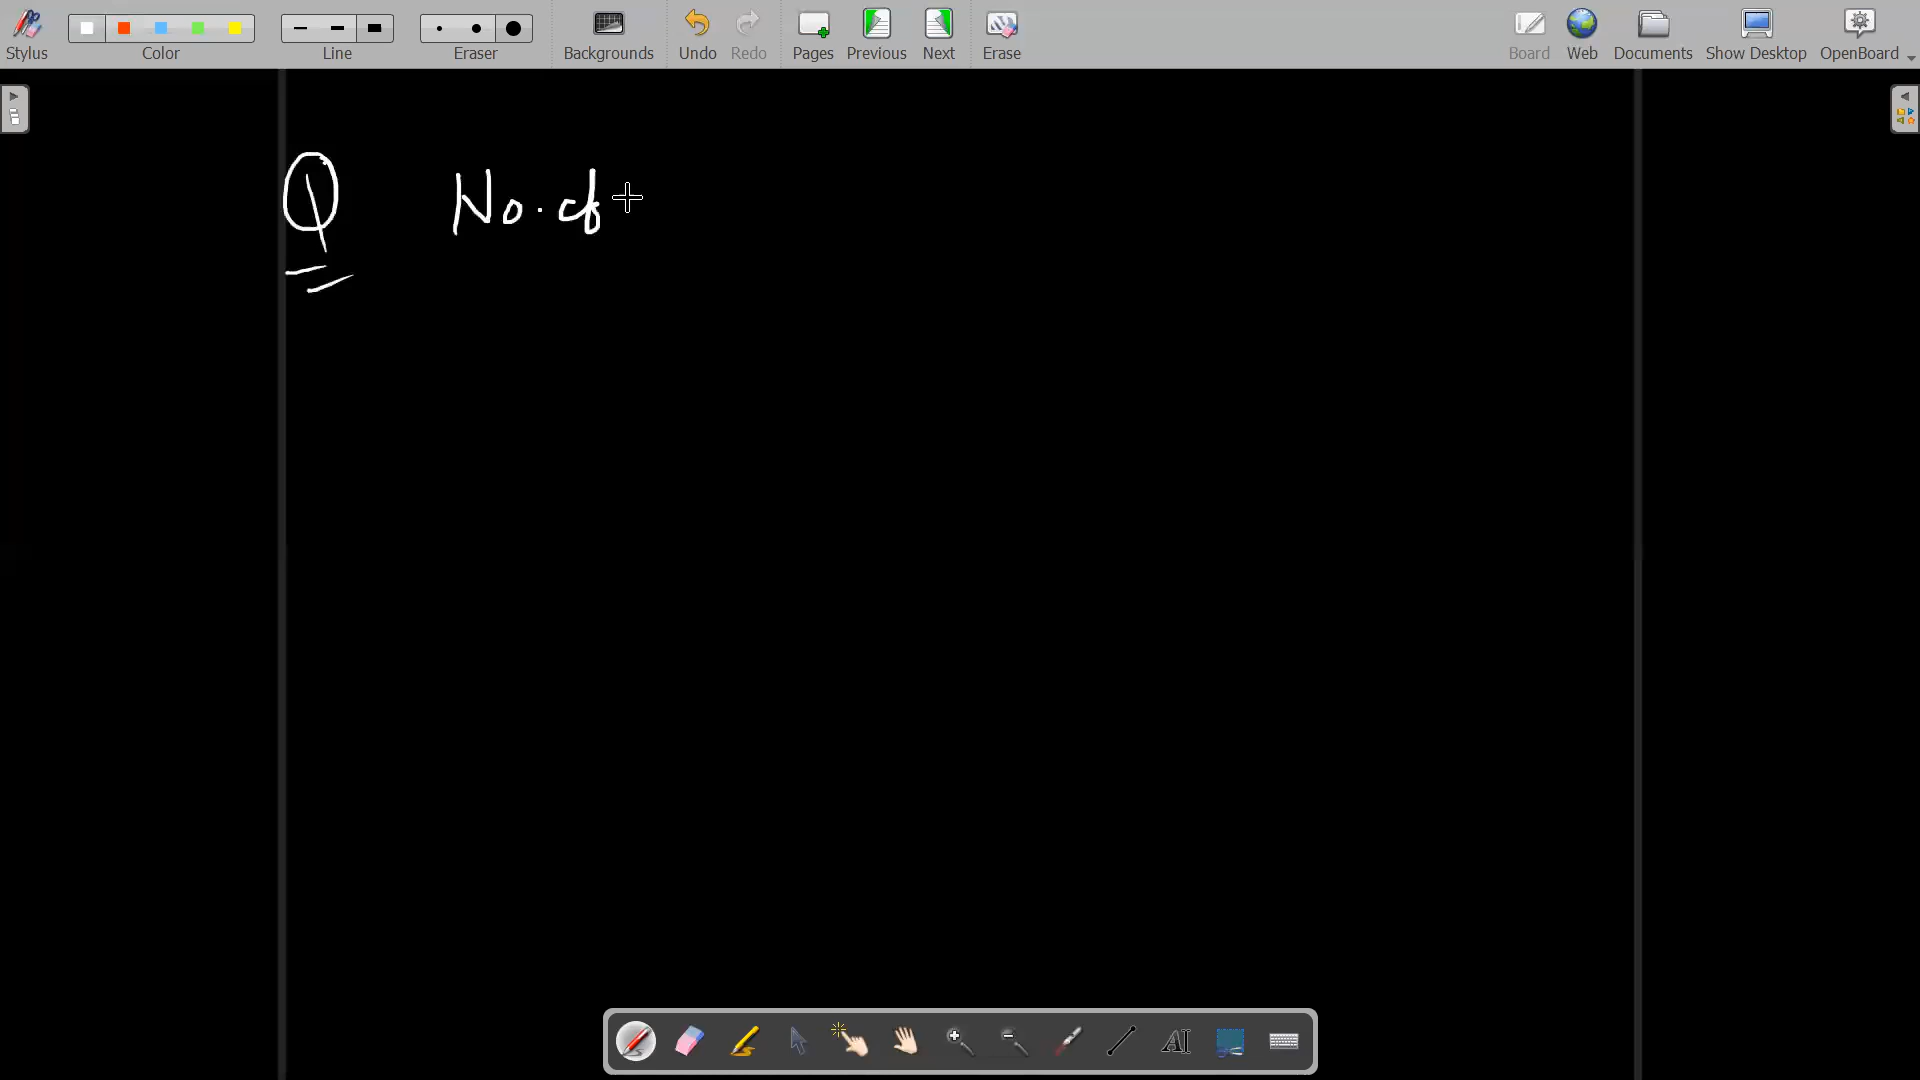 Stylus Color Line Eraser Backgrounds Undo Redo Pages Previous Next Erase Board Web Documents Show Desktop OpenBoard
Q No. of
AI